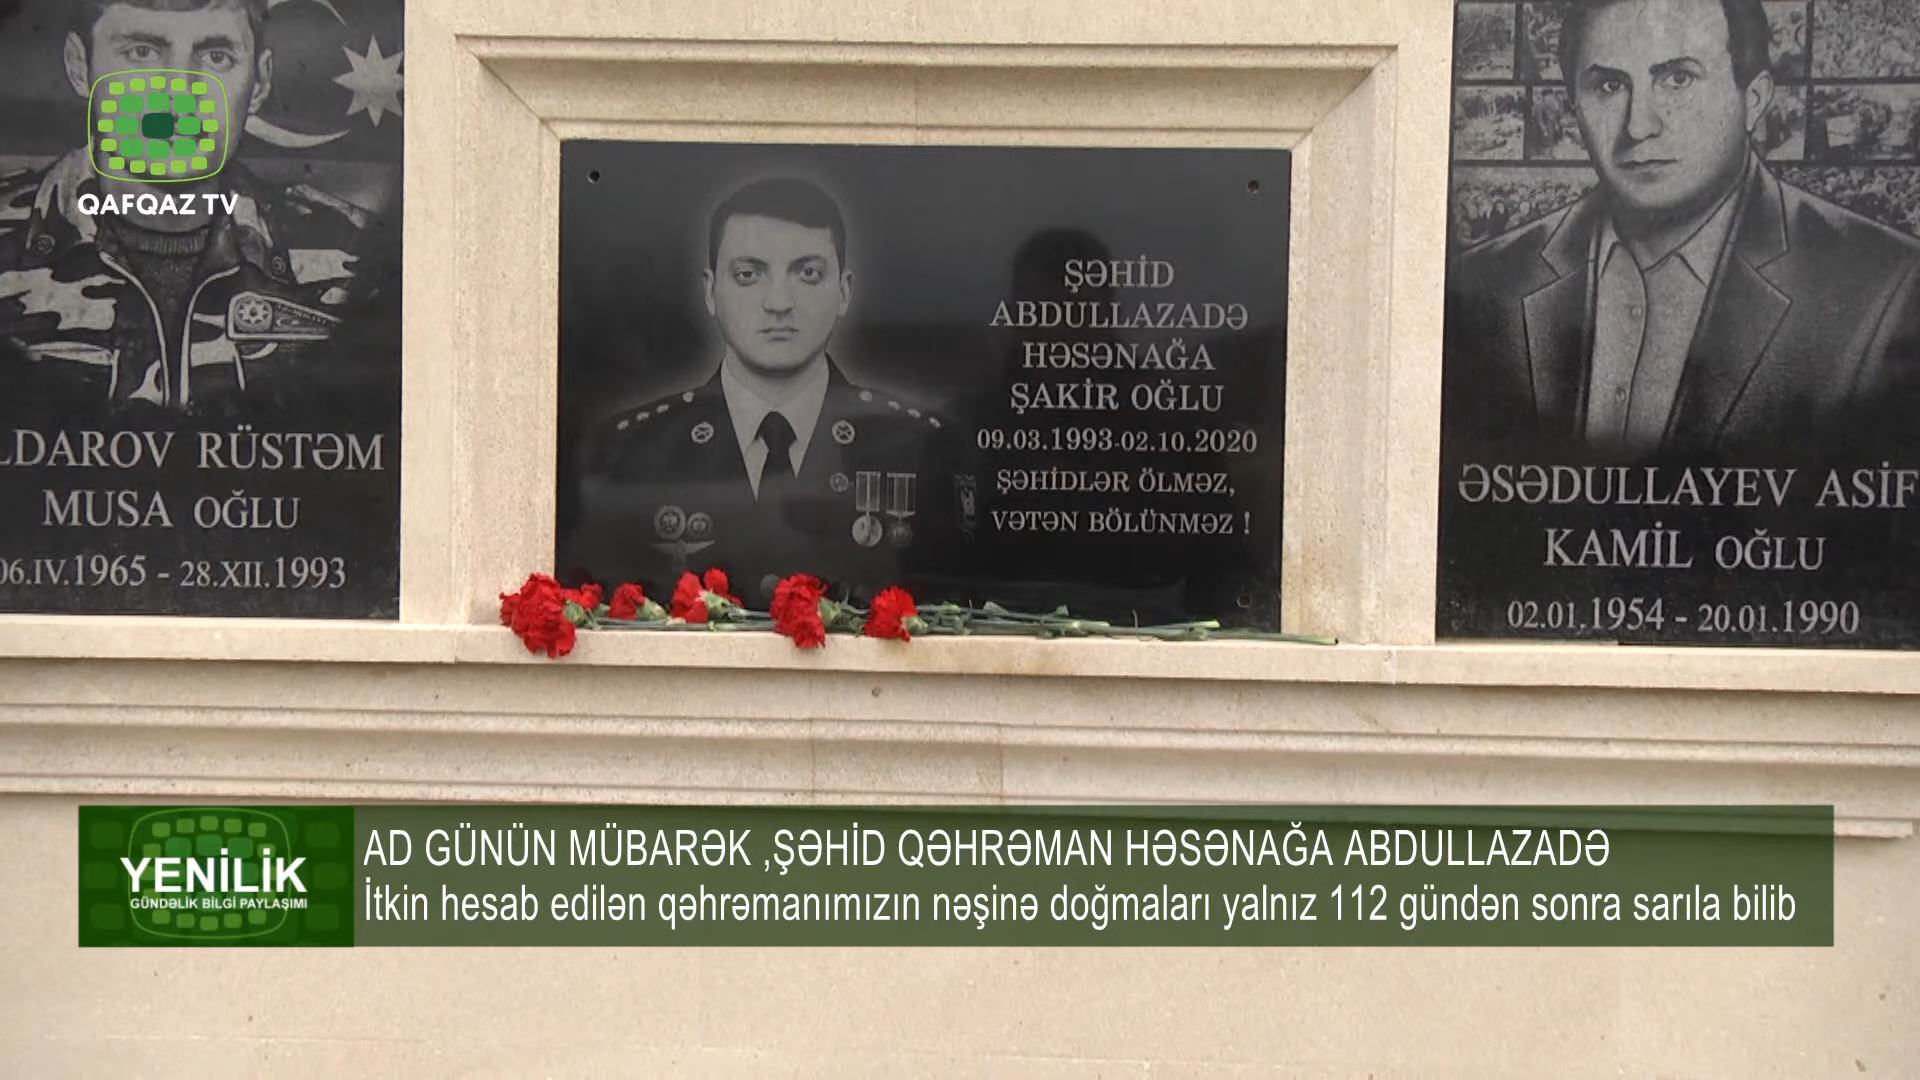 QAFQAZ TV
RÜSTƏM
MUSA OĞLU
06.IV.1965 - 28.XII.1993
ŞƏHİD
ABDULLAZADƏ
HƏSƏNAĞA
ŞAKİR OĞLU
09.03.1993-02.10.2020
ŞƏHİDLƏR ÖLMƏZ,
VƏTƏN BÖLÜNMƏZ !
ƏSƏDULLAYEV ASİF
KAMİL OĞLU
02.01.1954 - 20.01.1990
YENİLİK
GÜNDƏLİK BİLGİ PAYLAŞIMI
AD GÜNÜN MÜBARƏK ,ŞƏHİD QƏHRƏMAN HƏSƏNAĞA ABDULLAZADƏ
İtkin hesab edilən qəhrəmanımızın nəşinə doğmaları yalnız 112 gündən sonra sarıla bilib